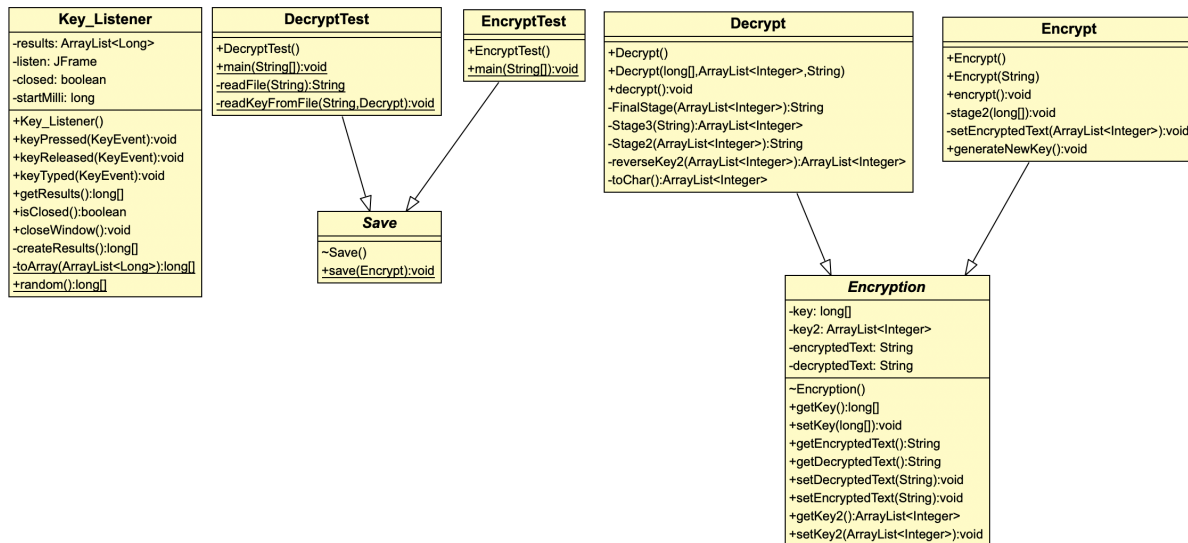 Key_Listener
-results: ArrayList<Long>
-listen: JFrame
-closed: boolean
-startMilli: long
+Key_Listener()
+keyPressed(KeyEvent):void
+keyReleased(KeyEvent):void
+keyTyped(KeyEvent):void
+getResults():long[]
+isClosed():boolean
+closeWindow():void
-createResults():long[]
-toArray(ArrayList<Long>):long[]
+random():long[]
DecryptTest
+DecryptTest()
+main(String[]):void
-readFile(String):String
-readKeyFromFile(String,Decrypt):void
EncryptTest
+EncryptTest()
+main(String[]):void
Save
~Save()
+save(Encrypt):void
Decrypt
+Decrypt()
+Decrypt(long[],ArrayList<Integer>,String)
+decrypt():void
-FinalStage(ArrayList<Integer>):String
-Stage3(String):ArrayList<Integer>
-Stage2(ArrayList<Integer>):String
-reverseKey2(ArrayList<Integer>):ArrayList<Integer>
-toChar():ArrayList<Integer>
Encrypt
+Encrypt()
+Encrypt(String)
+encrypt():void
-stage2(long[]):void
-setEncryptedText(ArrayList<Integer>):void
+generateNewKey():void
Encryption
-key: long[]
-key2: ArrayList<Integer>
-encryptedText: String
-decryptedText: String
~Encryption()
+getKey():long[]
+setKey(long[]):void
+getEncryptedText():String
+getDecryptedText():String
+setDecryptedText(String):void
+setEncryptedText(String):void
+getKey2():ArrayList<Integer>
+setKey2(ArrayList<Integer>):void